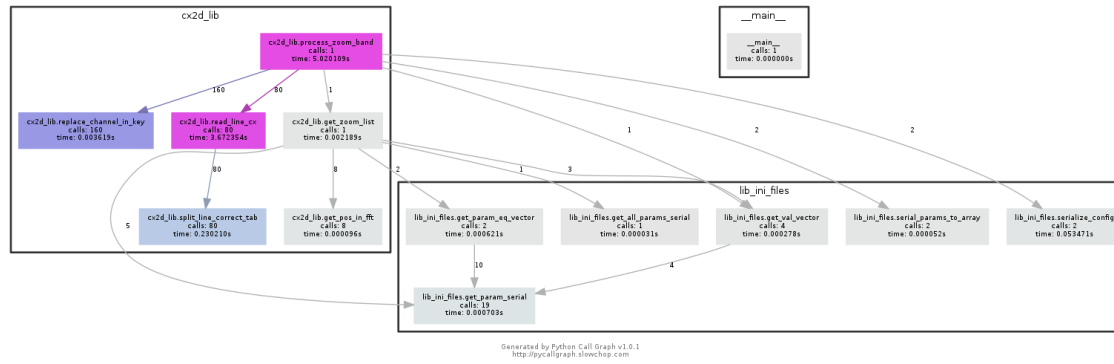 cx2d_lib
__main__
cx2d_lib.process_zoom_band
calls: 1
time: 5.020109s
__main__
calls: 1
time: 0.000000s
160
80
1
cx2d_lib.replace_channel_in_key
calls: 160
time: 0.003619s
cx2d_lib.read_line_cx
calls: 80
time: 3.672354s
cx2d_lib.get_zoom_list
calls: 1
time: 0.002189s
1
2
2
80
8
2
1
3
lib_ini_files
5
cx2d_lib.split_line_correct_tab
calls: 80
time: 0.230210s
cx2d_lib.get_pos_in_fft
calls: 8
time: 0.000096s
lib_ini_files.get_param_eq_vector
calls: 2
time: 0.000621s
lib_ini_files.get_all_params_serial
calls: 1
time: 0.000031s
lib_ini_files.get_val_vector
calls: 4
time: 0.000278s
lib_ini_files.serial_params_to_array
calls: 2
time: 0.000052s
lib_ini_files.serialize_config
calls: 2
time: 0.053471s
10
4
lib_ini_files.get_param_serial
calls: 19
time: 0.000703s
Generated by Python Call Graph v1.0.1
http://pycallgraph.slowchop.com